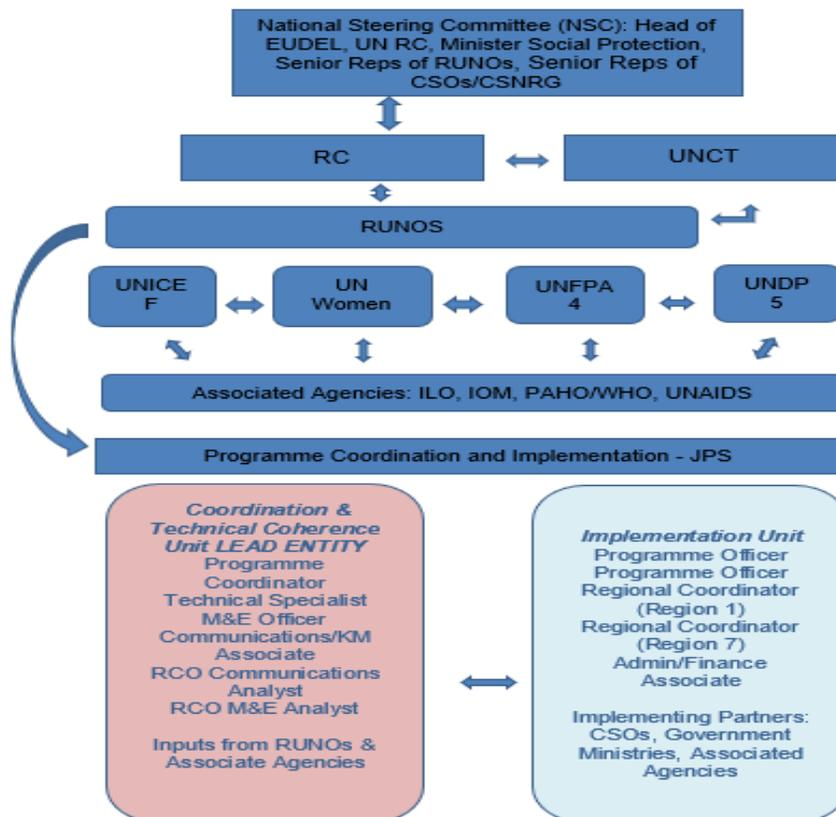 National Steering Committee (NSC): Head of
EUDEL, UN RC, Minister Social Protection,
Senior Reps of RUNOs, Senior Reps of
CSOs/CSNRG
RC
UNCT
RUNOS
UNICE
F
UN
Women
UNFPA
4
UNDP
5
Associated Agencies: ILO, IOM, PAHO/WHO, UNAIDS
Programme Coordination and Implementation - JPS
Coordination &
Technical Coherence
Unit LEAD ENTITY
Programme
Coordinator
Technical Specialist
M&E Officer
Communications/KM
Associate
RCO Communications
Analyst
RCO M&E Analyst
Inputs from RUNOs &
Associate Agencies
Implementation Unit
Programme Officer
Programme Officer
Regional Coordinator
(Region 1)
Regional Coordinator
(Region 7)
Admin/Finance
Associate
Implementing Partners:
CSOs, Government
Ministries, Associated
Agencies